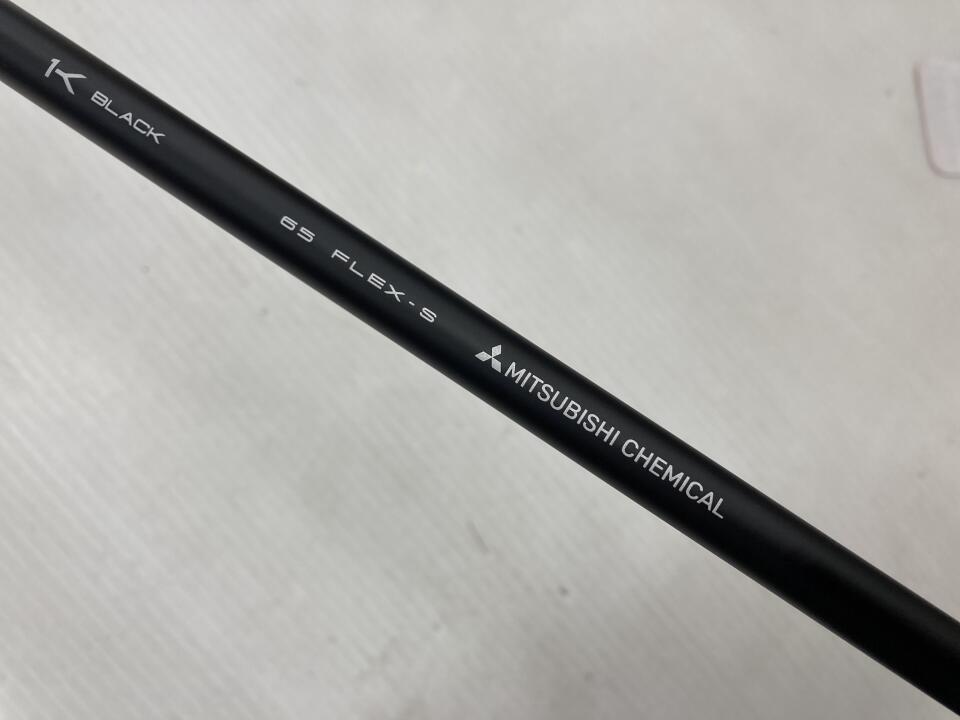 1K BLACK
65 FLEX-S
MITSUBISHI CHEMICAL